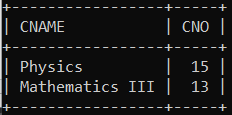 +-----------------+-----+
| CNAME           | CNO |
+-----------------+-----+
| Physics         |  15 |
| Mathematics III |  13 |
+-----------------+-----+